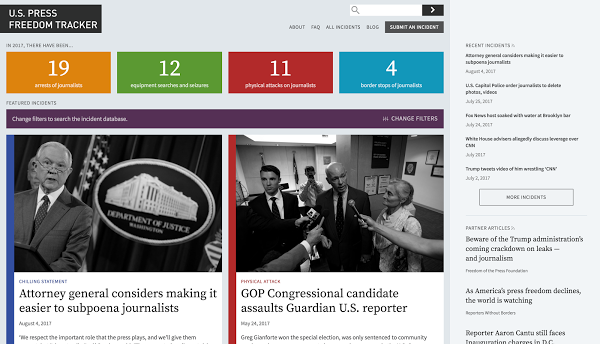 U.S. PRESS
FREEDOM TRACKER
ABOUT FAQ ALL INCIDENTS BLOG SUBMIT AN INCIDENT
IN 2017, THERE HAVE BEEN...
19
arrests of journalists
12
equipment searches and seizures
11
physical attacks on journalists
4
border stops of journalists
FEATURED INCIDENTS
Change filters to search the incident database.
CHANGE FILTERS
DEPARTMENT OF JUSTICE
WASHINGTON
CHILLING STATEMENT
Attorney general considers making it
easier to subpoena journalists
August 4, 2017
'We respect the important role that the press plays, and we'll give them
PHYSICAL ATTACK
GOP Congressional candidate
assaults Guardian U.S. reporter
May 24, 2017
Greg Gianforte won the special election, was only sentenced to community
RECENT INCIDENTS
Attorney general considers making it easier to
subpoena journalists
August 4, 2017
U.S. Capitol Police order journalists to delete
photos, videos
July 25, 2017
Fox News host soaked with water at Brooklyn bar
July 24, 2017
White House advisers allegedly discuss leverage over
CNN
July 2017
Trump tweets video of him wrestling 'CNN'
July 2, 2017
MORE INCIDENTS
PARTNER ARTICLES
Beware of the Trump administration's
coming crackdown on leaks —
and journalism
Freedom of the Press Foundation
As America's press freedom declines,
the world is watching
Reporters Without Borders
Reporter Aaron Cantu still faces
Inauguration charges in D.C.